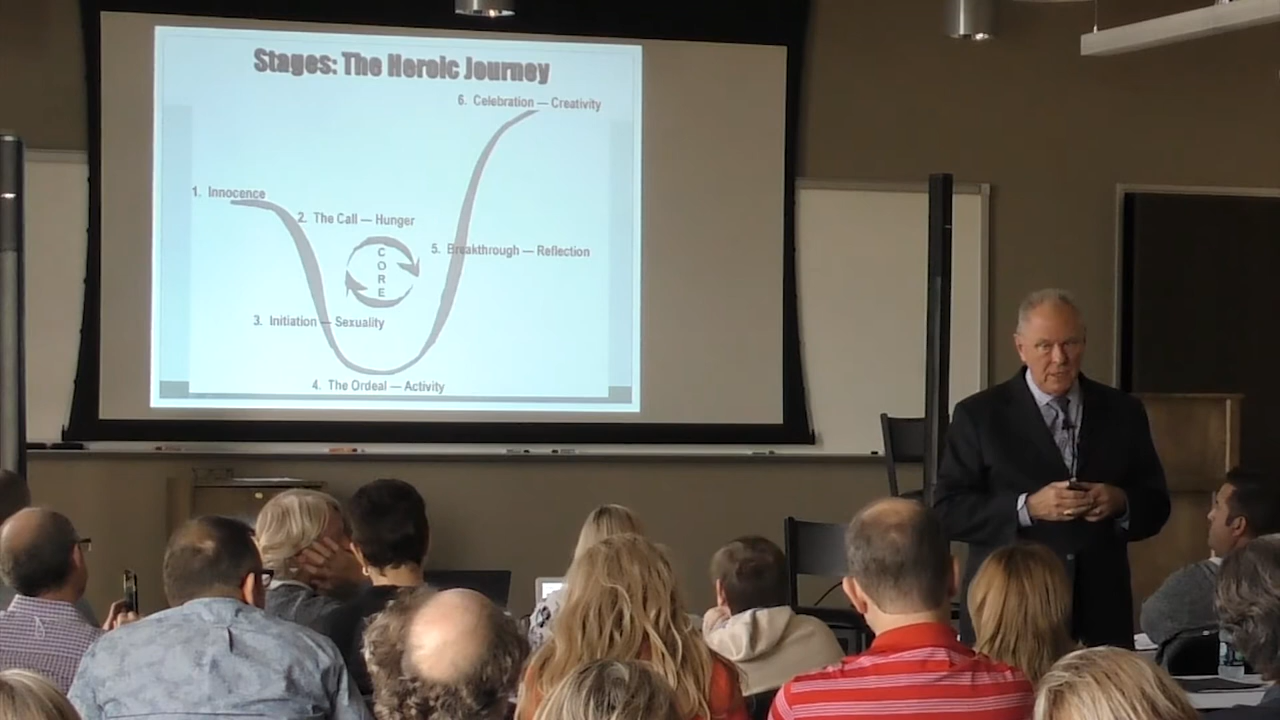 Stages: The Heroic Journey
6. Celebration — Creativity
1. Innocence
2. The Call — Hunger
5. Breakthrough — Reflection
C
O
R
E
3. Initiation — Sexuality
4. The Ordeal — Activity